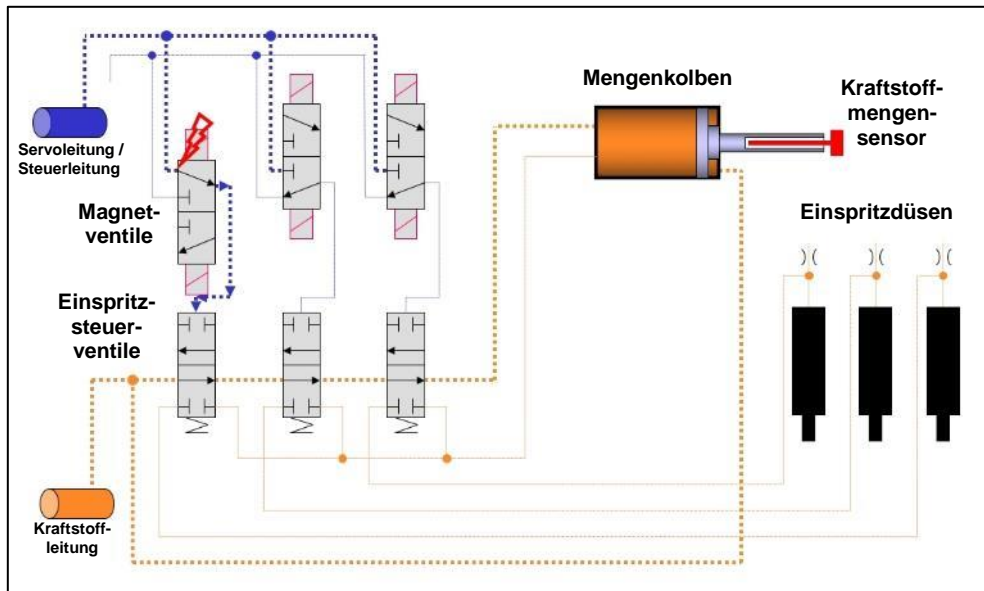 Mengenkolben
Kraftstoff-
mengen-
sensor
Servoleitung /
Steuerleitung
Magnet-
ventile
Einspritzdüsen
Einspritz-
steuer-
ventile
Kraftstoff-
leitung